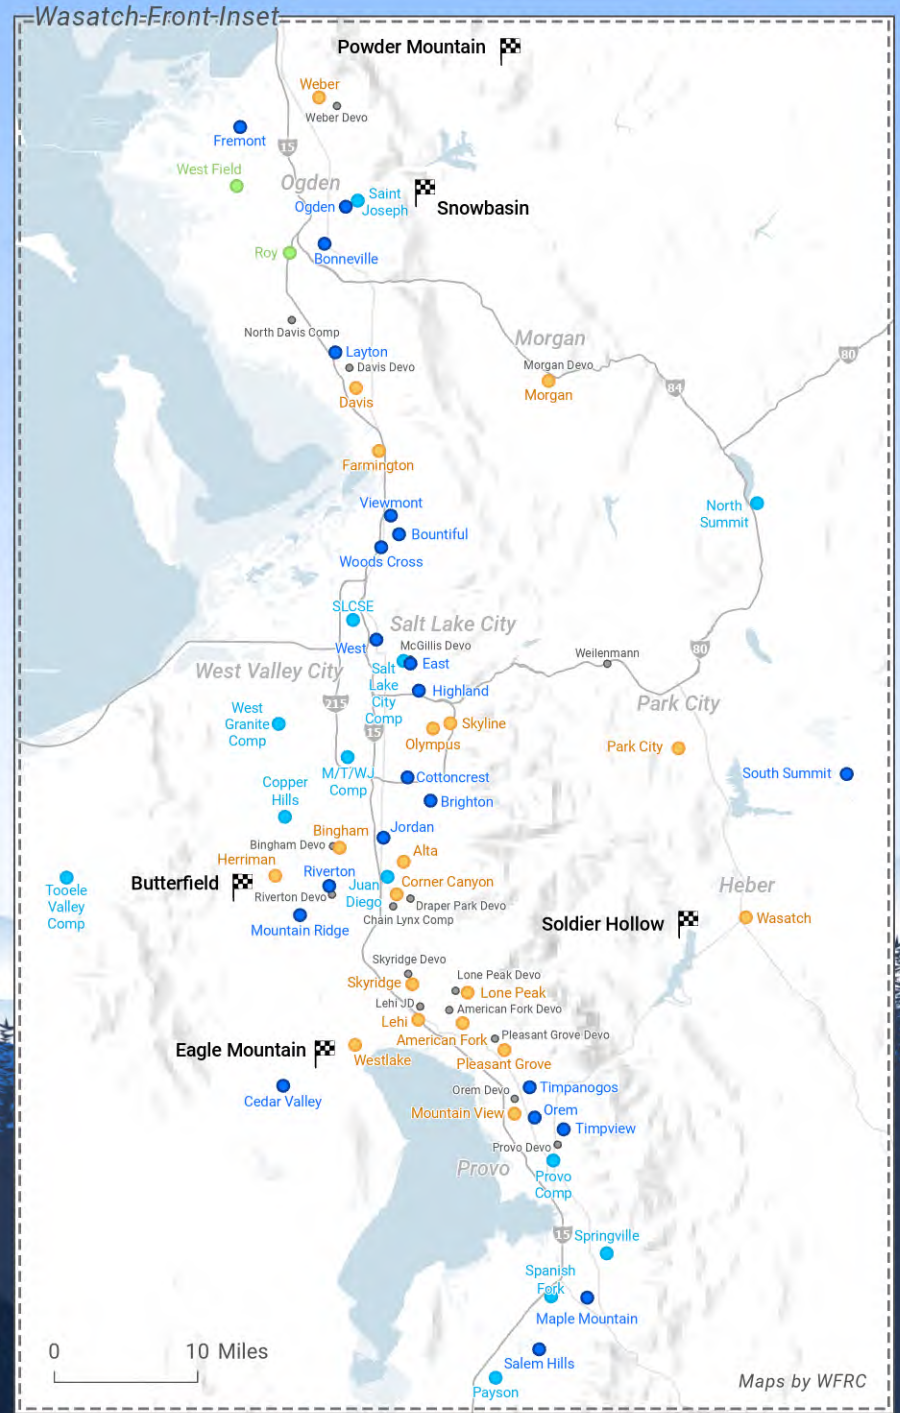 Wasatch-Front-Inset
Powder Mountain
Weber
Weber Devo
Fremont
15
West Field
Ogden
Saint
Joseph
Ogden
Snowbasin
Roy
Bonneville
North Davis Comp
Morgan
Layton
80
Davis Devo
Morgan Devo
84
Davis
Morgan
Farmington
Viewmont
North
Summit
Bountiful
Woods Cross
SLCSE
Salt Lake City
West
McGillis Devo
80
Weilenmann
West Valley City
Salt
Lake
City
Comp
East
Highland
215
Park City
West
Granite
Comp
15
Skyline
Olympus
Park City
M/T/WJ
Comp
Cottoncrest
South Summit
Copper
Hills
Brighton
Bingham
Jordan
Bingham Devo
Alta
Herriman
Riverton
Juan
Diego
Corner Canyon
Butterfield
Tooele
Valley
Comp
Riverton Devo
Draper Park Devo
Heber
Chain Lynx Comp
Soldier Hollow
Wasatch
Mountain Ridge
Skyridge Devo
Lone Peak Devo
Skyridge
Lone Peak
Lehi JD
American Fork Devo
Lehi
American Fork
Pleasant Grove Devo
Eagle Mountain
Westlake
Pleasant Grove
Cedar Valley
Orem Devo
Timpanogos
Mountain View
Orem
Timpview
Provo Devo
Provo
Provo
Comp
15
Springville
Spanish
Fork
Maple Mountain
0 10 Miles
Salem Hills
Payson
Maps by WFRC